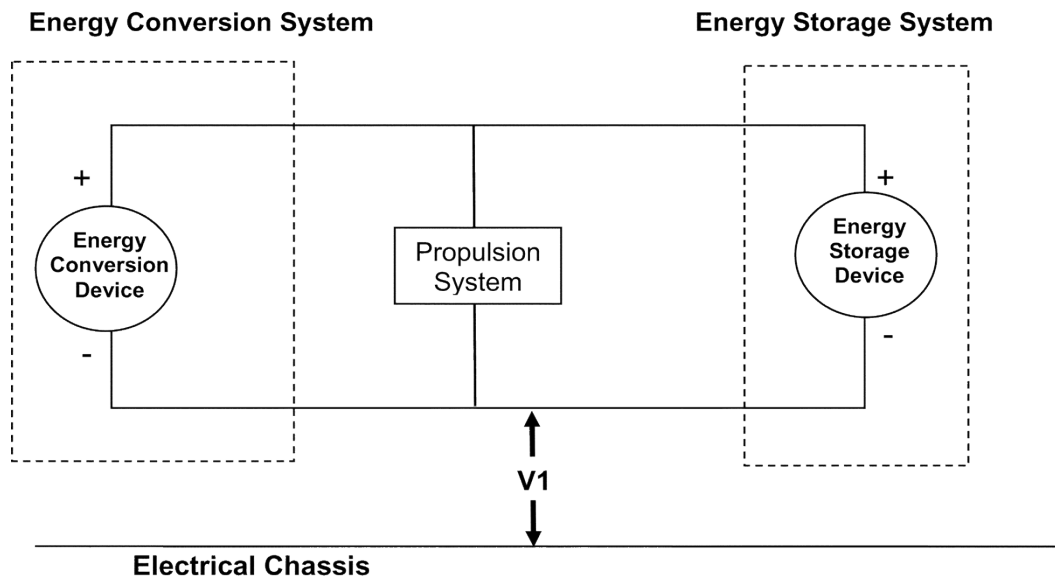 Energy Conversion System
Energy Storage System
+
+
Energy
Conversion
Device
Propulsion
System
Energy
Storage
Device
-
-
V1
Electrical Chassis